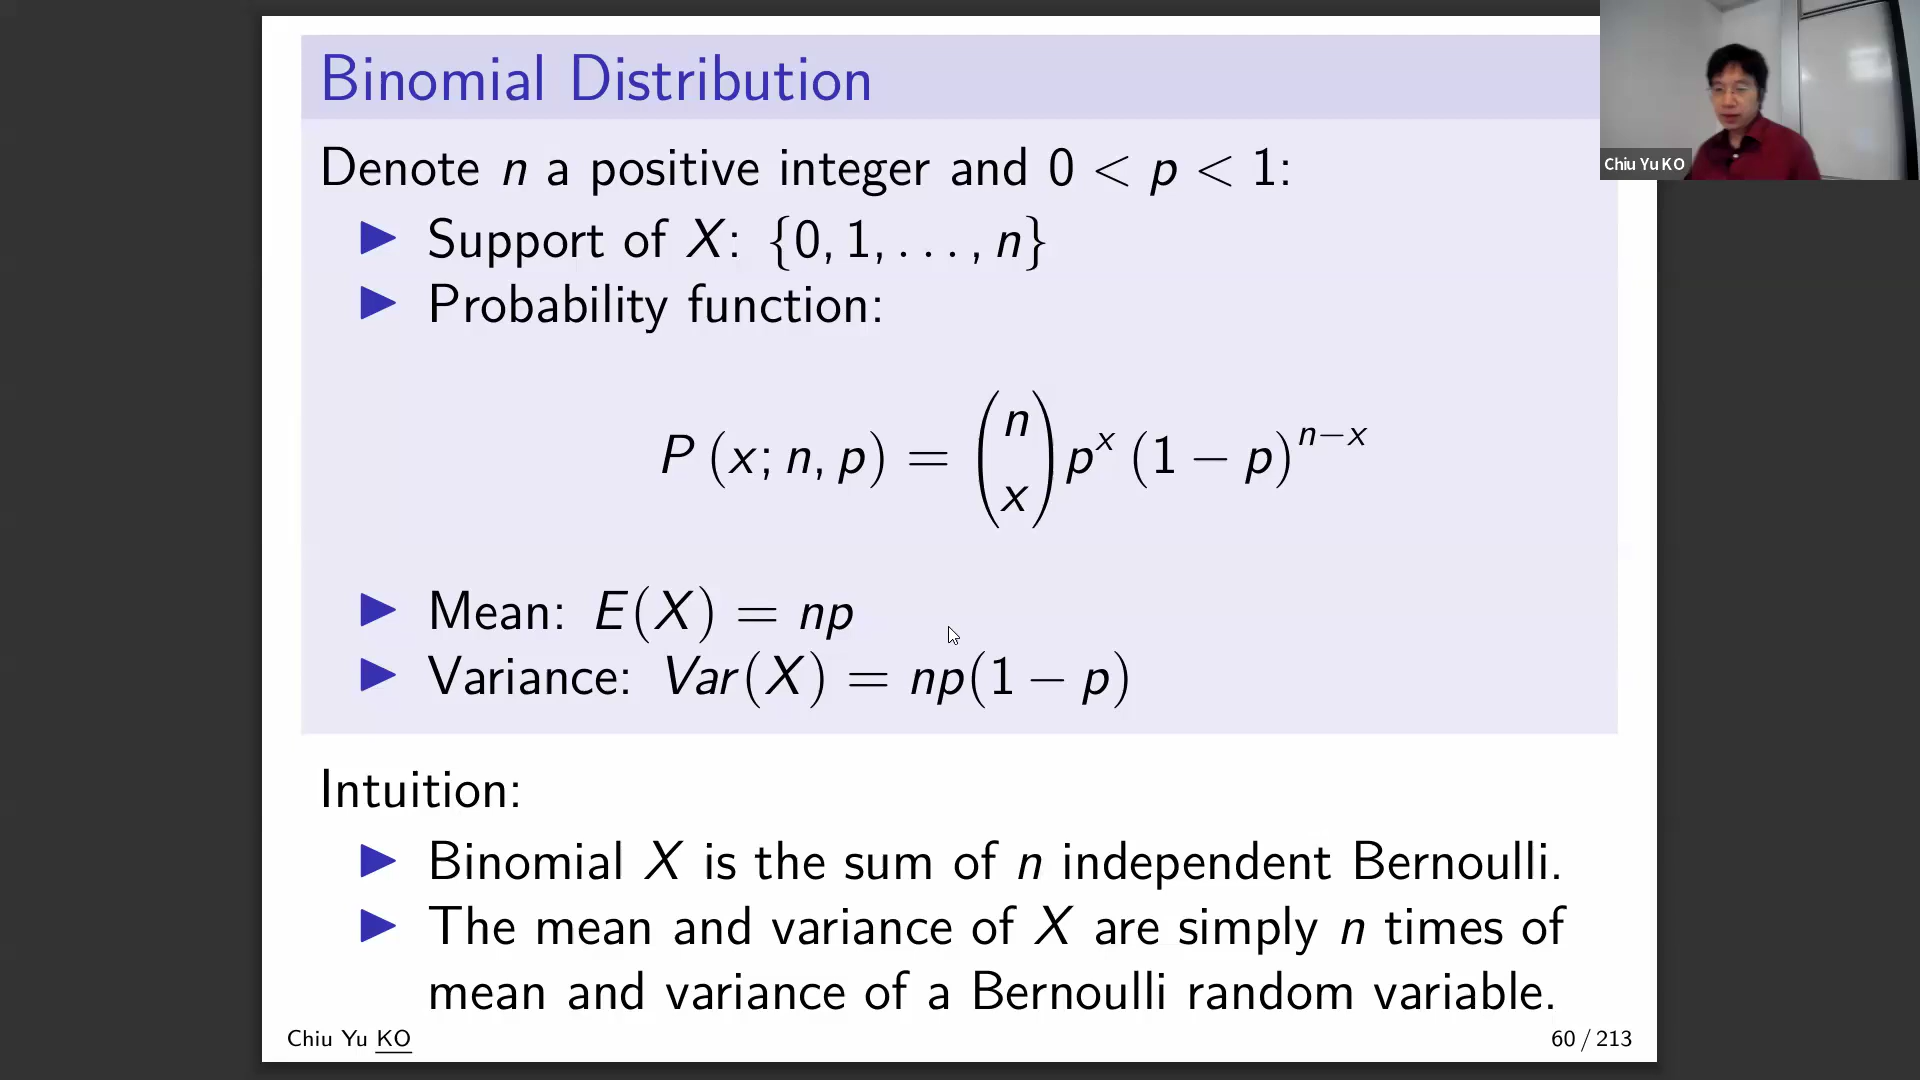 Binomial Distribution
Chiu Yu KO
Denote n a positive integer and 0 < p < 1:
▶ Support of X: {0, 1, . . . , n}
▶ Probability function:
P (x; n, p) = \binom{n}{x} p^x (1 − p)^{n−x}
▶ Mean: E(X) = np
▶ Variance: Var(X) = np(1 − p)
Intuition:
▶ Binomial X is the sum of n independent Bernoulli.
▶ The mean and variance of X are simply n times of
mean and variance of a Bernoulli random variable.
Chiu Yu KO
60 / 213